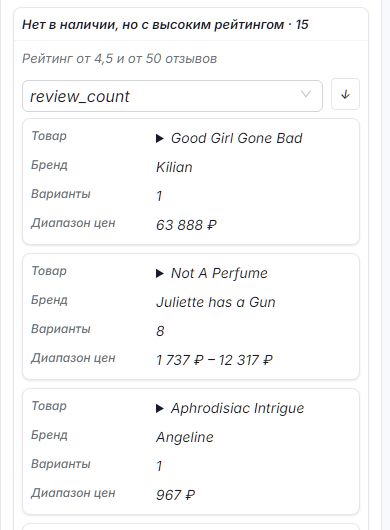 Нет в наличии, но с высоким рейтингом · 15
Рейтинг от 4,5 и от 50 отзывов
review_count
Товар ▶ Good Girl Gone Bad
Бренд Kilian
Варианты 1
Диапазон цен 63 888 ₽
Товар ▶ Not A Perfume
Бренд Juliette has a Gun
Варианты 8
Диапазон цен 1 737 ₽ – 12 317 ₽
Товар ▶ Aphrodisiac Intrigue
Бренд Angeline
Варианты 1
Диапазон цен 967 ₽